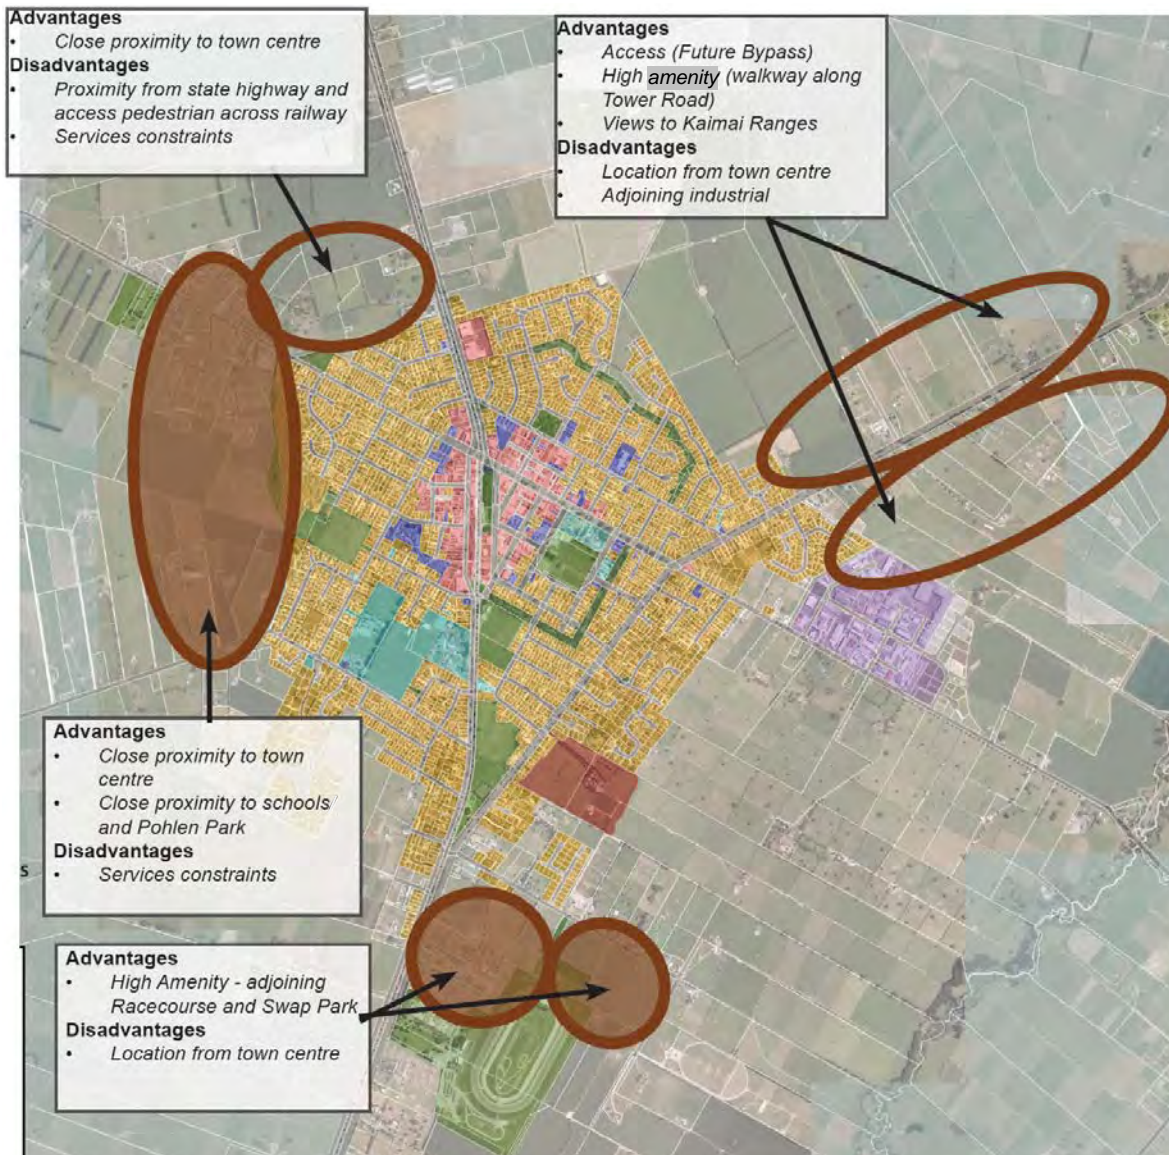 Advantages
• Close proximity to town centre
Disadvantages
• Proximity from state highway and
access pedestrian across railway
• Services constraints
Advantages
• Access (Future Bypass)
• High amenity (walkway along
Tower Road)
• Views to Kaimai Ranges
Disadvantages
• Location from town centre
• Adjoining industrial
Advantages
• Close proximity to town
centre
• Close proximity to schools
and Pohlen Park
Disadvantages
• Services constraints
s
Advantages
• High Amenity - adjoining
Racecourse and Swap Park
Disadvantages
• Location from town centre